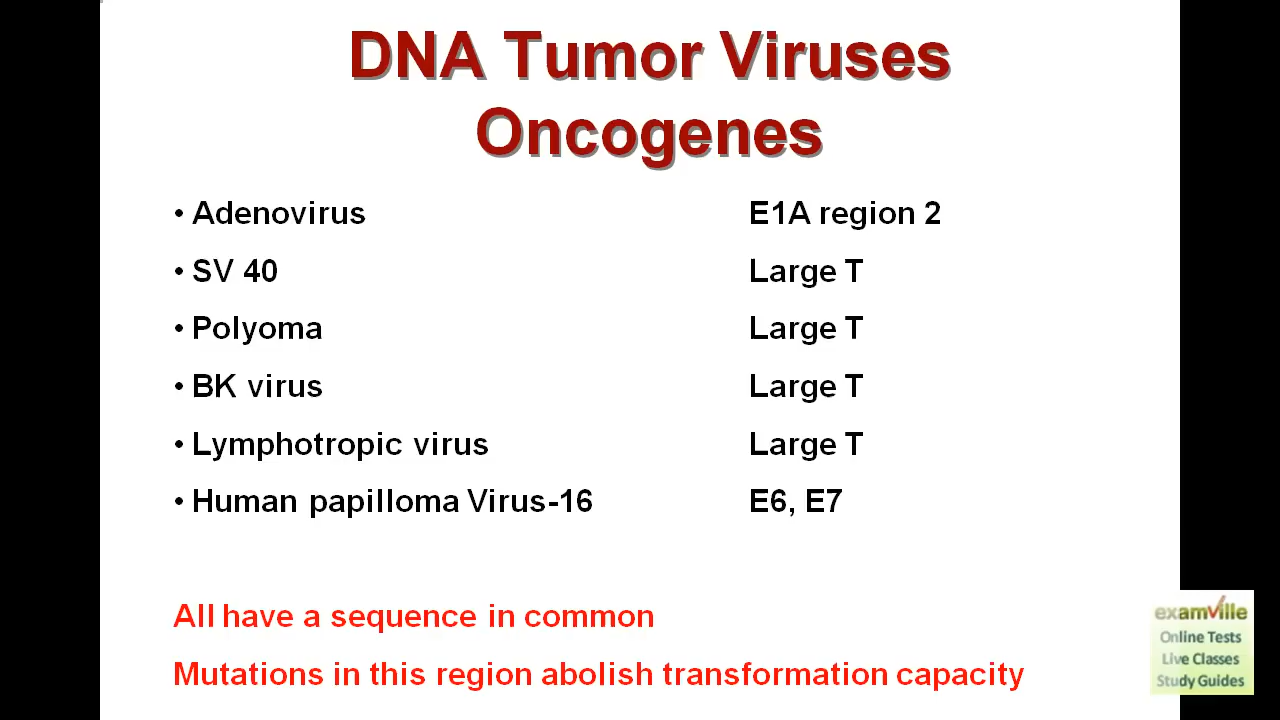 DNA Tumor Viruses
Oncogenes
• Adenovirus E1A region 2
• SV 40 Large T
• Polyoma Large T
• BK virus Large T
• Lymphotropic virus Large T
• Human papilloma Virus-16 E6, E7
All have a sequence in common
Mutations in this region abolish transformation capacity
examville
Online Tests
Live Classes
Study Guides